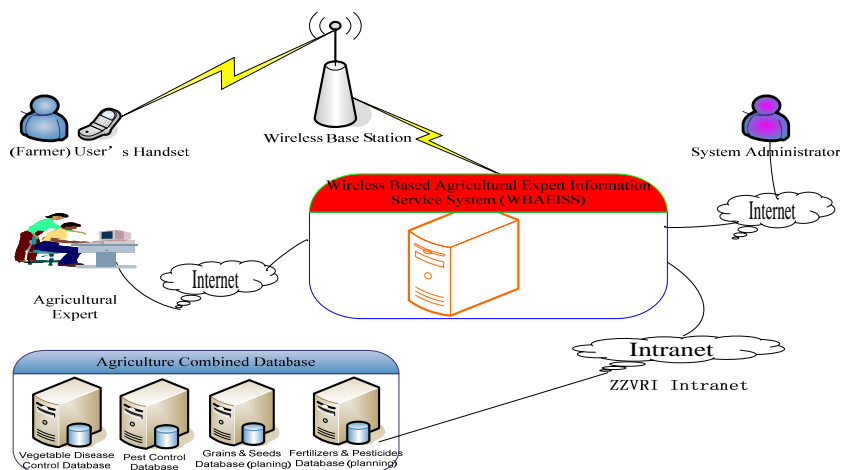 (Farmer) User’ s Handset
Wireless Base Station
System Administrator
Wireless Based Agricultural Expert Information
Service System (WBAEISS)
Internet
Internet
Agricultural
Expert
Intranet
ZZVRI Intranet
Agriculture Combined Database
Vegetable Disease
Control Database
Pest Control
Database
Grains & Seeds
Database (planing)
Fertilizers & Pesticides
Database (planning)